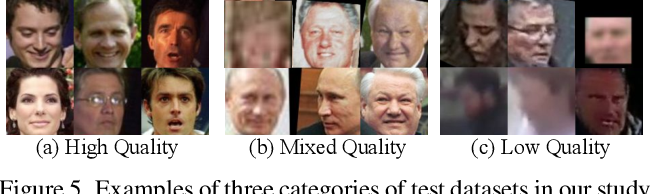 (a) High Quality (b) Mixed Quality (c) Low Quality
Figure 5. Examples of three categories of test datasets in our study